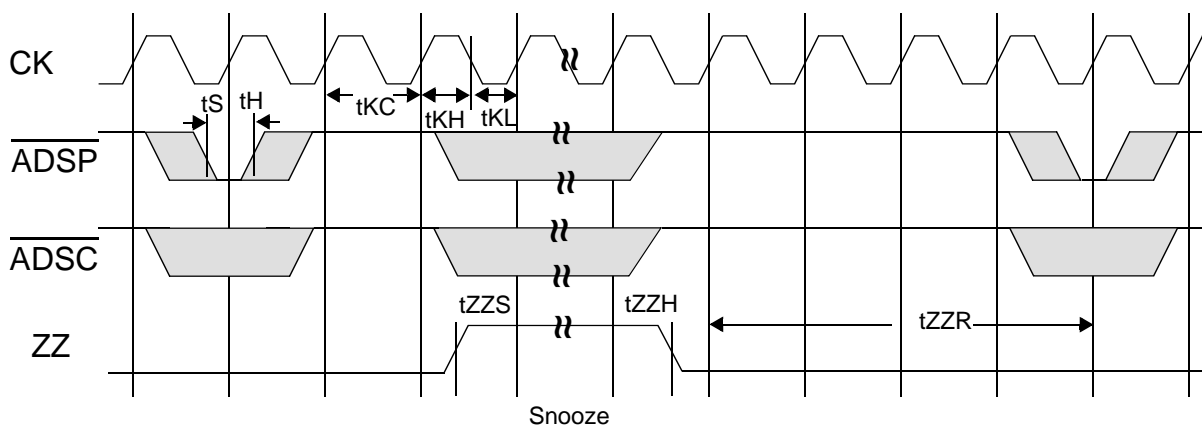 CK
tS
tH
tKC
tKH
tKL
ADSP
ADSC
tZZS
tZZH
tZZR
ZZ
Snooze